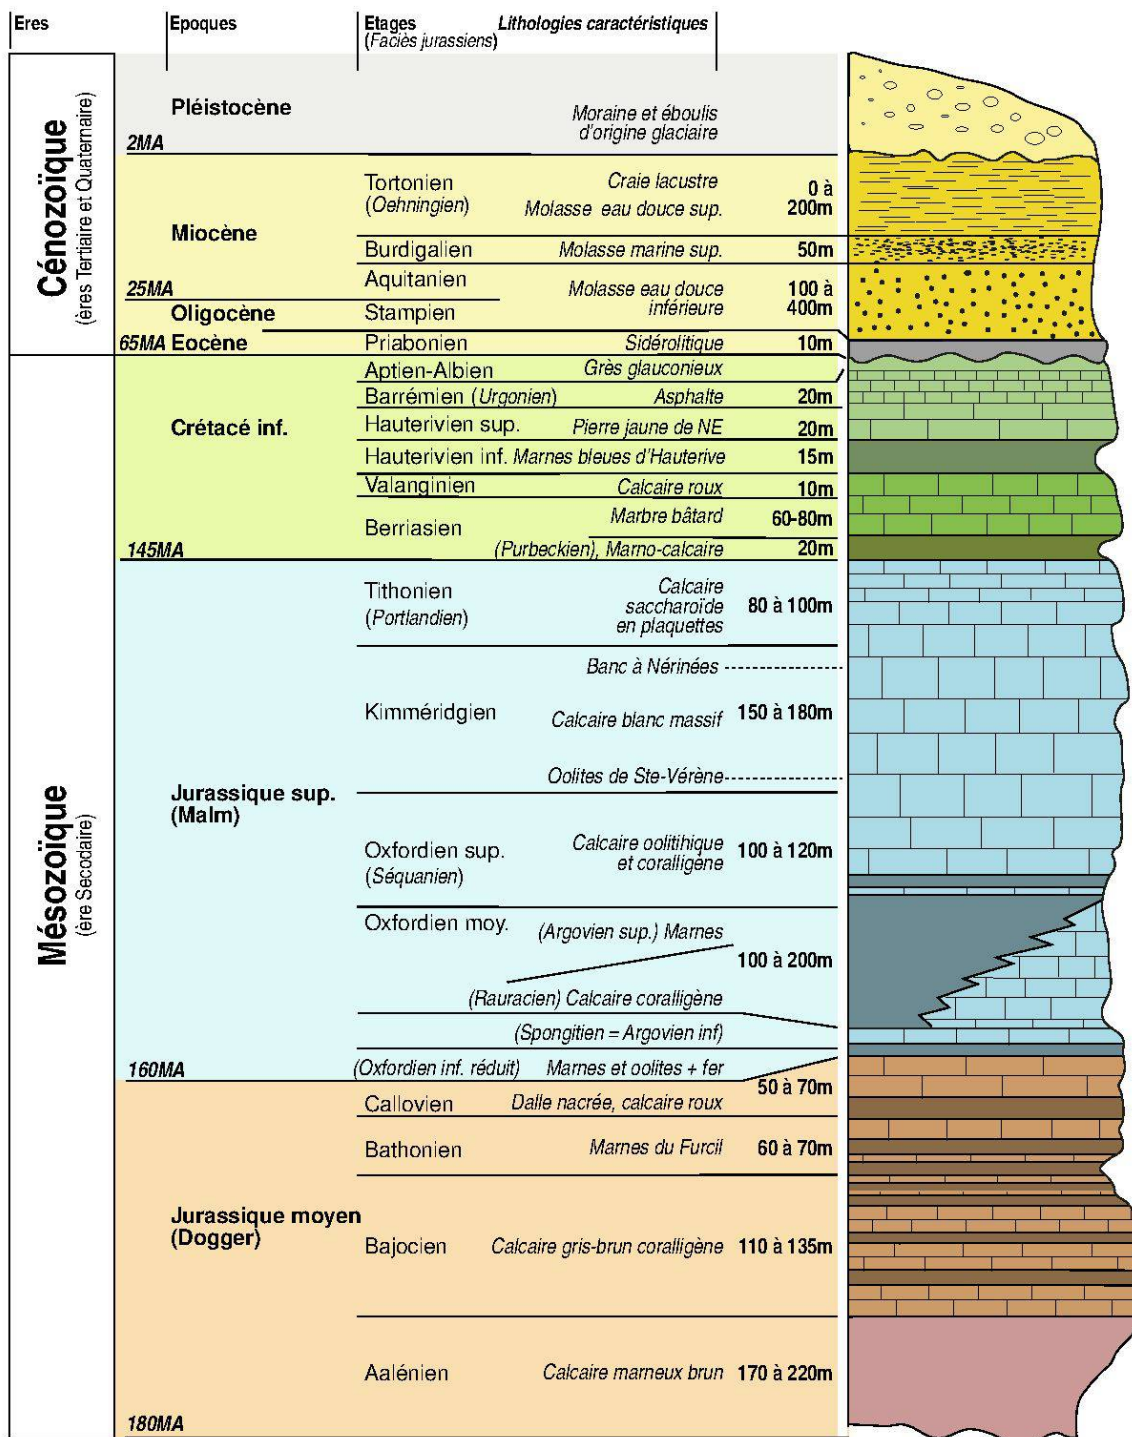 Eres Epoques Etages Lithologies caractéristiques
(Faciès jurassiens)
Cénozoïque
(ères Tertiaire et Quaternaire)
Pléistocène Moraine et éboulis
d'origine glaciaire
2MA
Tortonien Craie lacustre 0 à
(Oehningien) Molasse eau douce sup. 200m
Miocène
Burdigalien Molasse marine sup. 50m
Aquitanien Molasse eau douce 100 à
25MA inférieure 400m
Oligocène Stampien
65MA Eocène Priabonien Sidérolitique 10m
Mésozoïque
(ère Secodaire)
Aptien-Albien Grès glauconieux
Barrémien (Urgonien) Asphalte 20m
Crétacé inf. Hauterivien sup. Pierre jaune de NE 20m
Hauterivien inf. Marnes bleues d'Hauterive 15m
Valanginien Calcaire roux 10m
Berriasien Marbre bâtard 60-80m
145MA (Purbeckien), Marno-calcaire 20m
Tithonien Calcaire
(Portlandien) saccharoïde 80 à 100m
en plaquettes
Banc à Nérinées
Kimméridgien Calcaire blanc massif 150 à 180m
Oolites de Ste-Vérène
Jurassique sup.
(Malm)
Oxfordien sup. Calcaire oolitihique 100 à 120m
(Séquanien) et coralligène
Oxfordien moy. (Argovien sup.) Marnes
100 à 200m
(Rauracien) Calcaire coralligène
(Spongitien = Argovien inf)
160MA (Oxfordien inf. réduit) Marnes et oolites + fer
50 à 70m
Callovien Dalle nacrée, calcaire roux
Bathonien Marnes du Furcil 60 à 70m
Jurassique moyen
(Dogger)
Bajocien Calcaire gris-brun coralligène 110 à 135m
Aalénien Calcaire marneux brun 170 à 220m
180MA